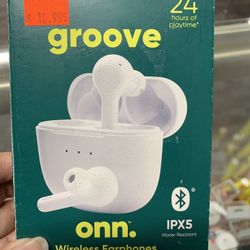 $ 10.99
groove
24
hours of
playtime*
IPX5
Water Resistant
onn.
Wireless Earphones